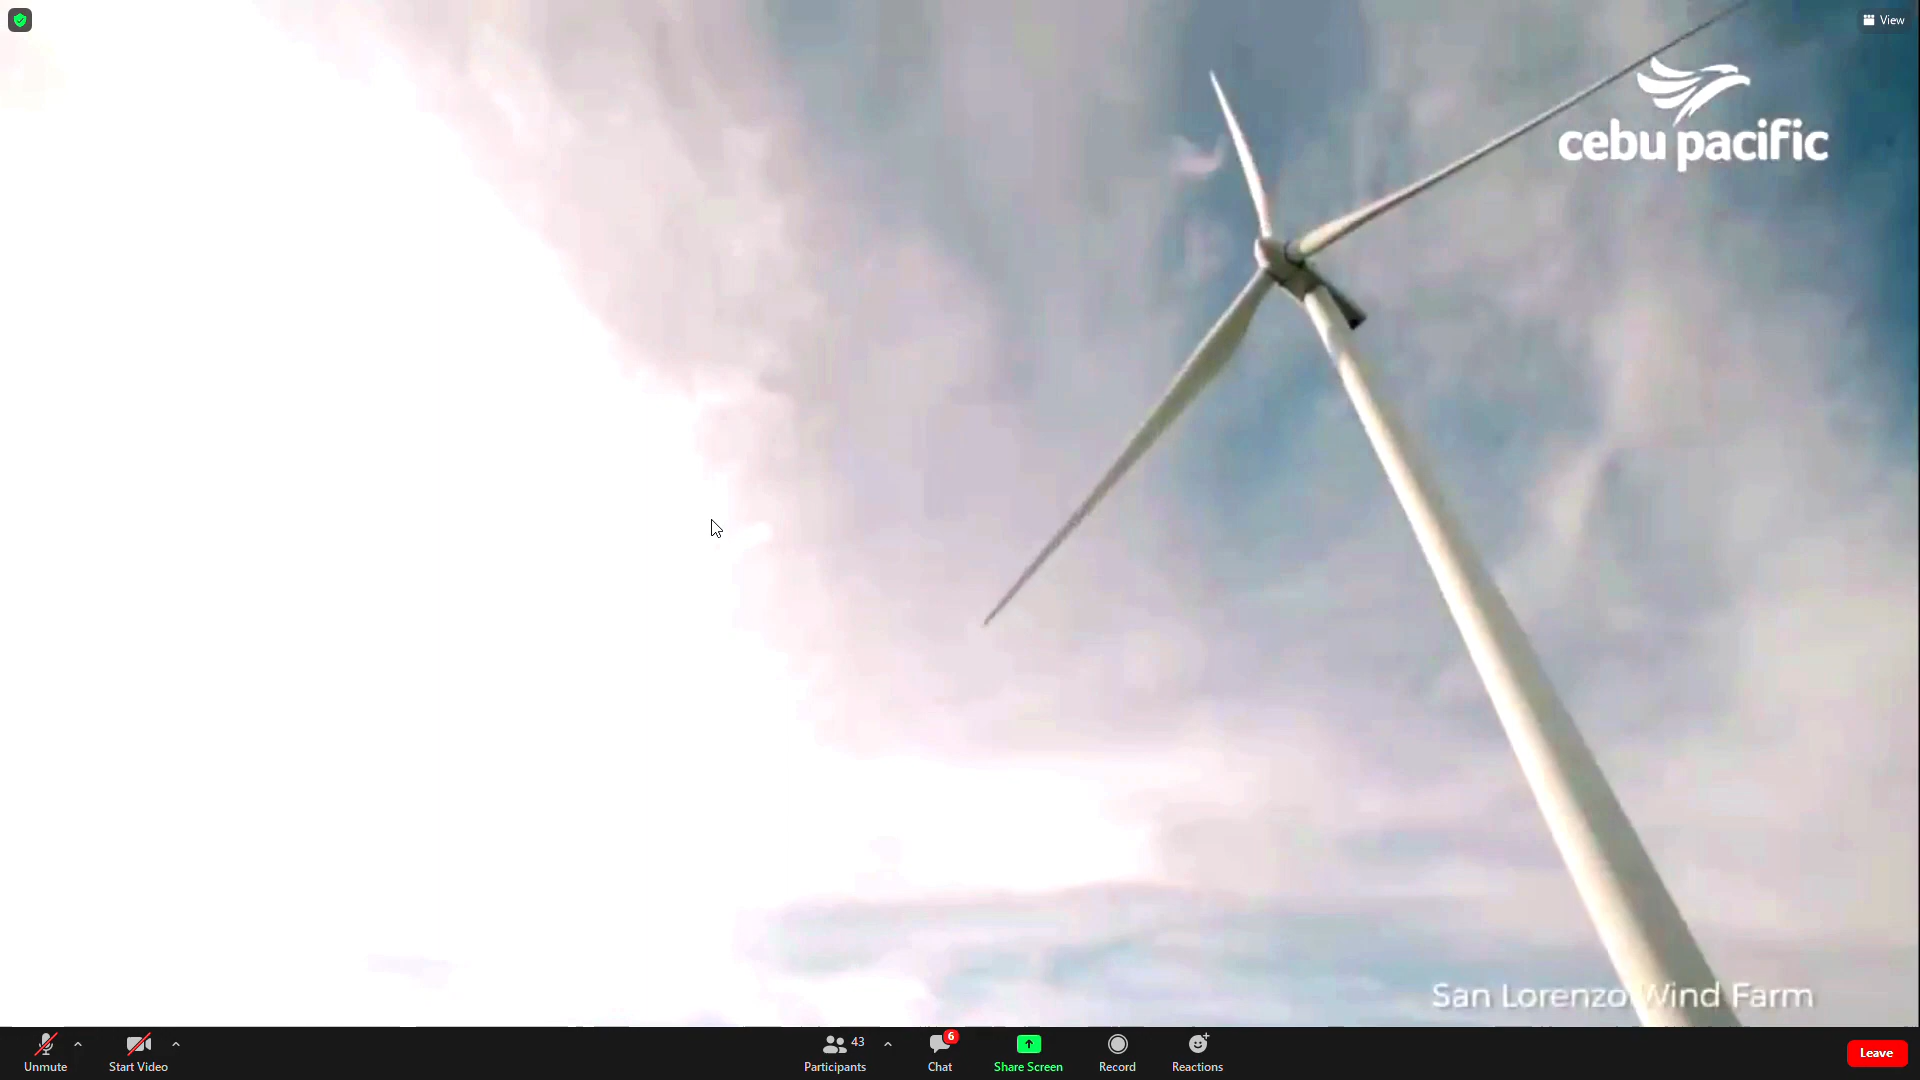 View
cebu pacific
San Lorenzo Wind Farm
Unmute
Start Video
43
Participants
6
Chat
Share Screen
Record
Reactions
Leave